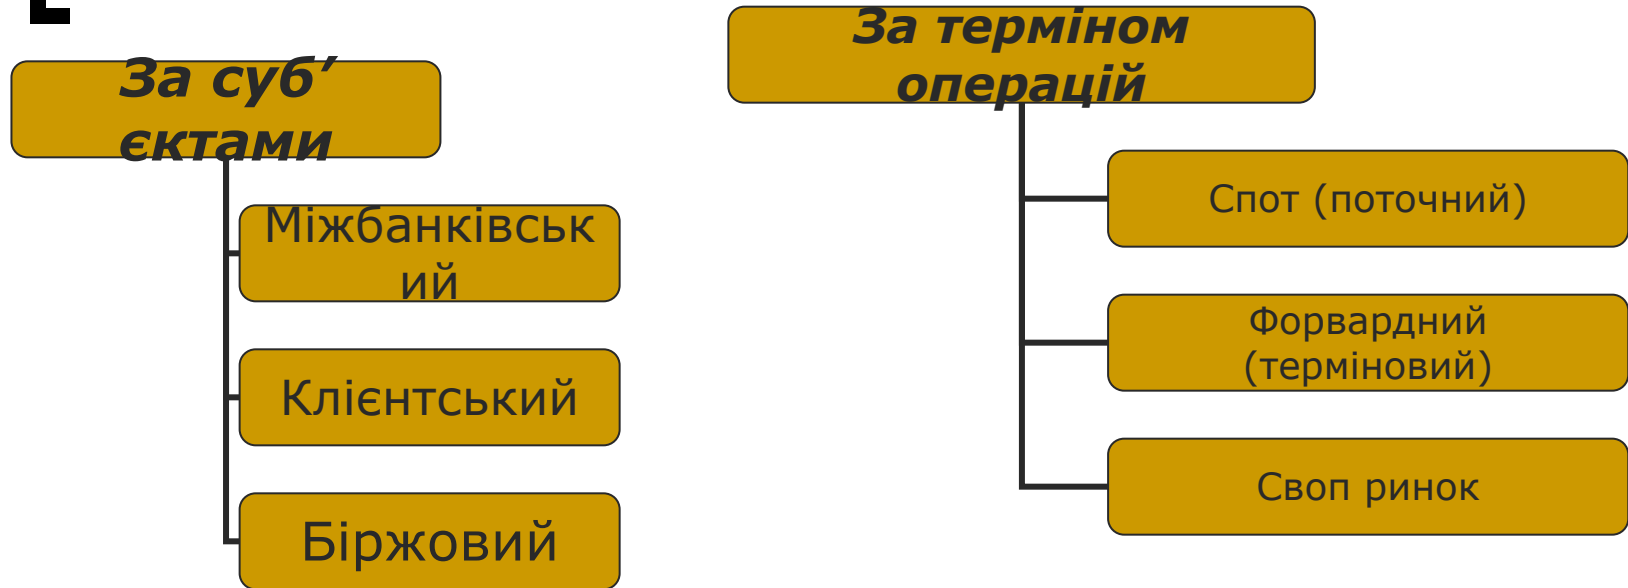 За суб’
єктами
Міжбанківськ
ий
Клієнтський
Біржовий
За терміном
операцій
Спот (поточний)
Форвардний
(терміновий)
Своп ринок